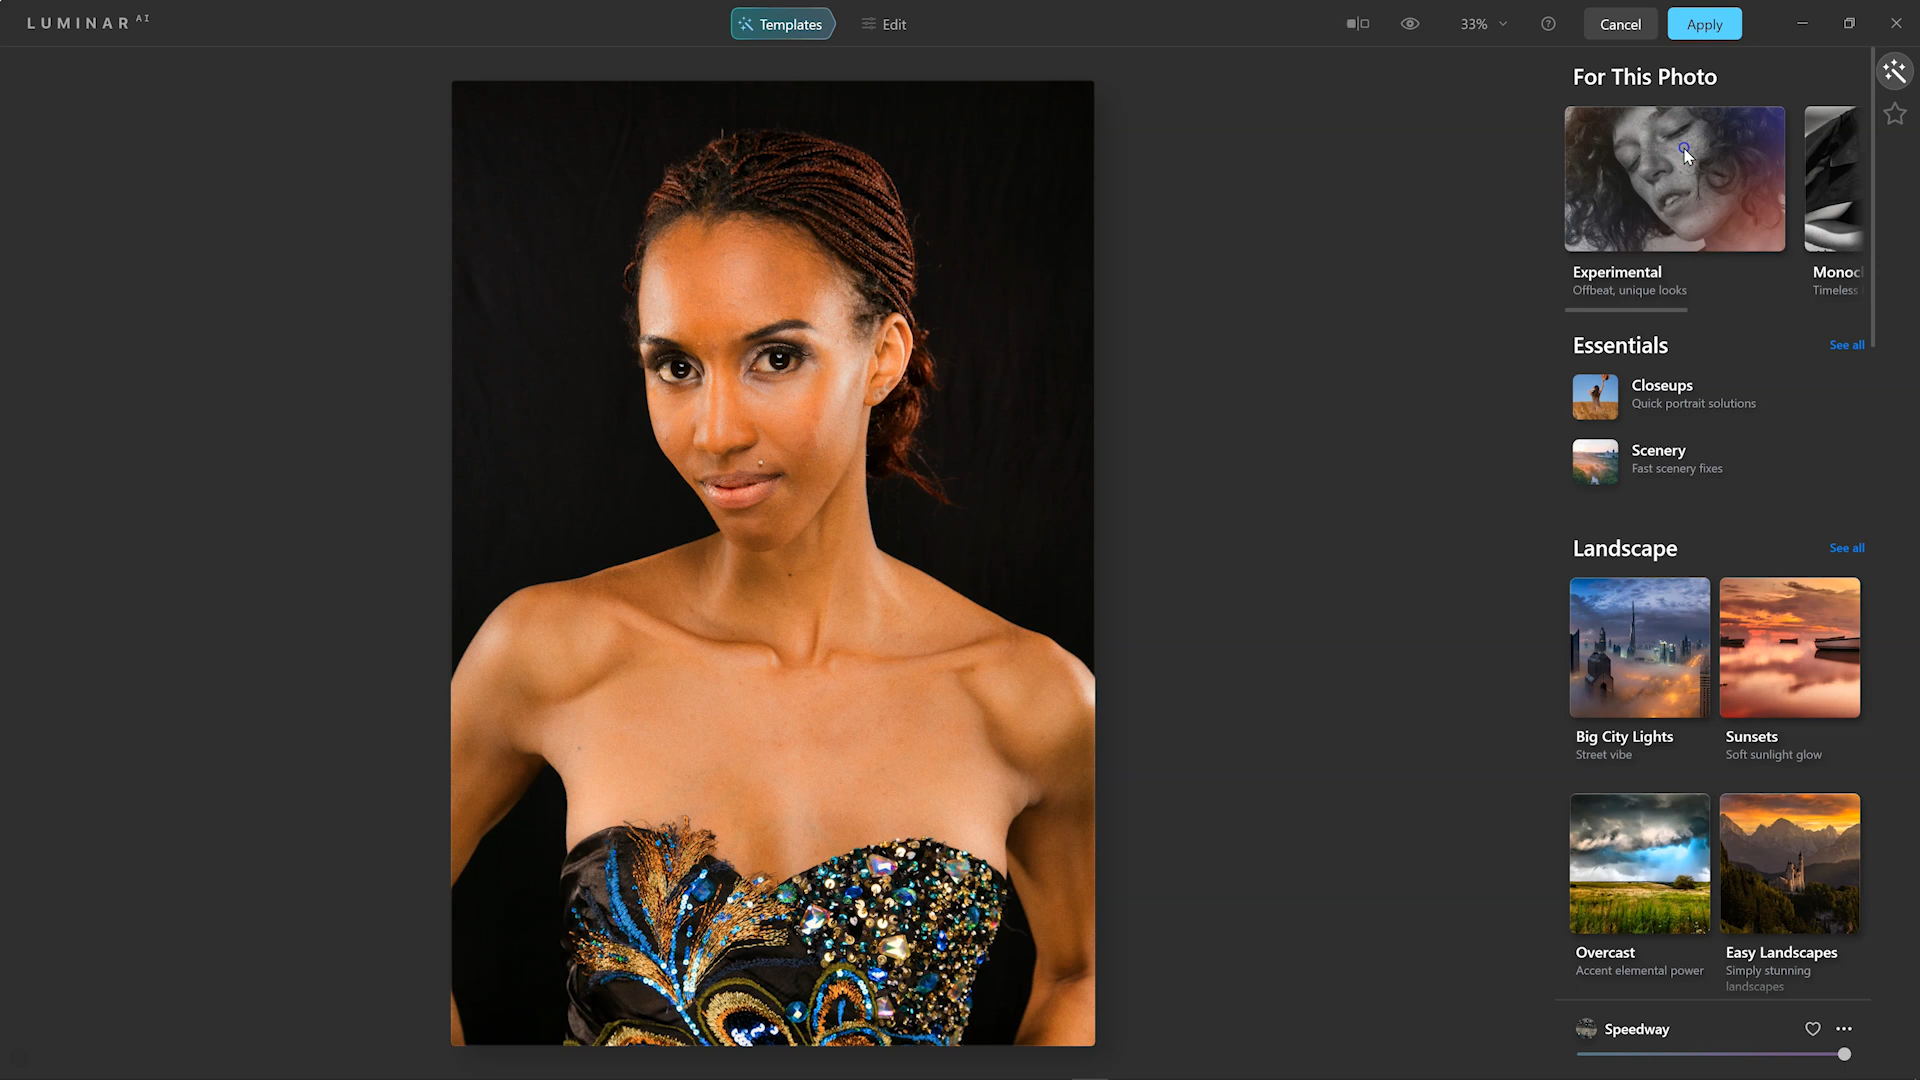 LUMINAR AI
Templates
Edit
33%
Cancel
Apply
For This Photo
Experimental
Offbeat, unique looks
Monoc
Timeless
Essentials
See all
Closeups
Quick portrait solutions
Scenery
Fast scenery fixes
Landscape
See all
Big City Lights
Street vibe
Sunsets
Soft sunlight glow
Overcast
Accent elemental power
Easy Landscapes
Simply stunning
landscapes
Speedway